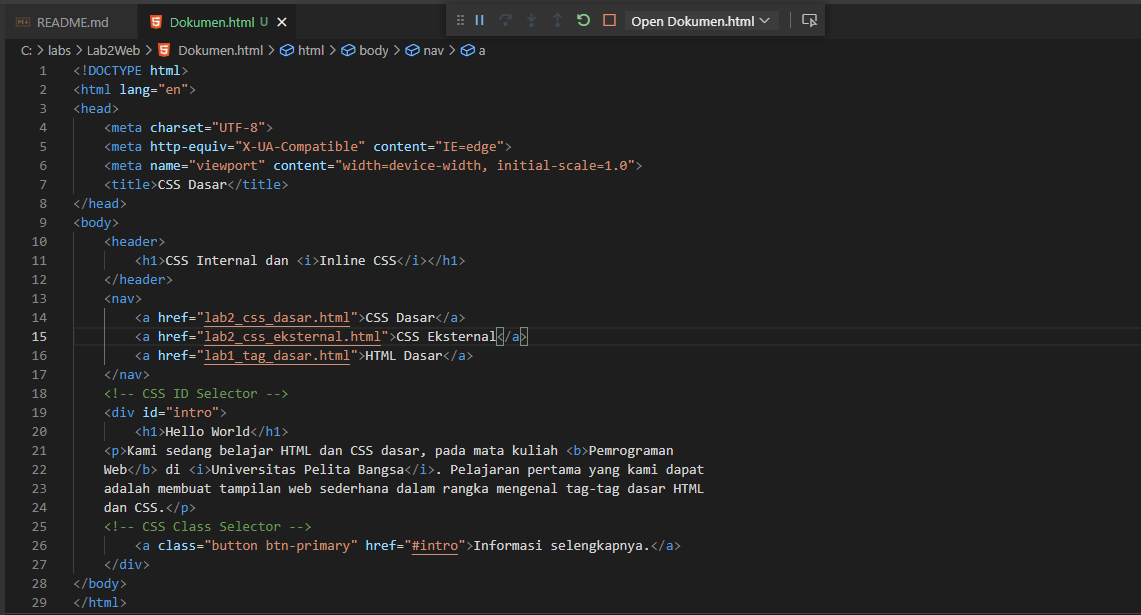 README.md
Dokumen.html U
Open Dokumen.html
C: > labs > Lab2Web > Dokumen.html > html > body > nav > a
1 <!DOCTYPE html>
2 <html lang="en">
3 <head>
4 <meta charset="UTF-8">
5 <meta http-equiv="X-UA-Compatible" content="IE=edge">
6 <meta name="viewport" content="width=device-width, initial-scale=1.0">
7 <title>CSS Dasar</title>
8 </head>
9 <body>
10 <header>
11 <h1>CSS Internal dan <i>Inline CSS</i></h1>
12 </header>
13 <nav>
14 <a href="lab2_css_dasar.html">CSS Dasar</a>
15 <a href="lab2_css_eksternal.html">CSS Eksternal</a>
16 <a href="lab1_tag_dasar.html">HTML Dasar</a>
17 </nav>
18 <!-- CSS ID Selector -->
19 <div id="intro">
20 <h1>Hello World</h1>
21 <p>Kami sedang belajar HTML dan CSS dasar, pada mata kuliah <b>Pemrograman
22 Web</b> di <i>Universitas Pelita Bangsa</i>. Pelajaran pertama yang kami dapat
23 adalah membuat tampilan web sederhana dalam rangka mengenal tag-tag dasar HTML
24 dan CSS.</p>
25 <!-- CSS Class Selector -->
26 <a class="button btn-primary" href="#intro">Informasi selengkapnya.</a>
27 </div>
28 </body>
29 </html>